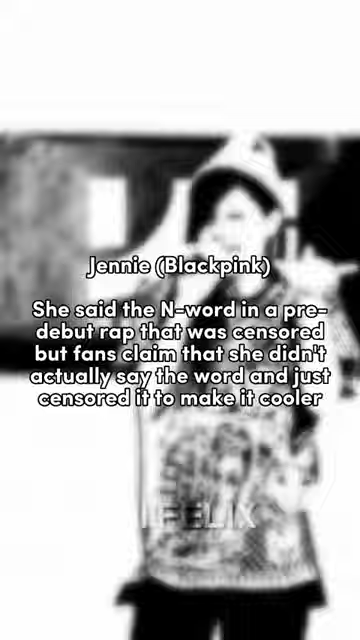 Jennie (Blackpink)
She said the N-word in a pre-
debut rap that was censored
but fans claim that she didn't
actually say the word and just
censored it to make it cooler
LFELIX